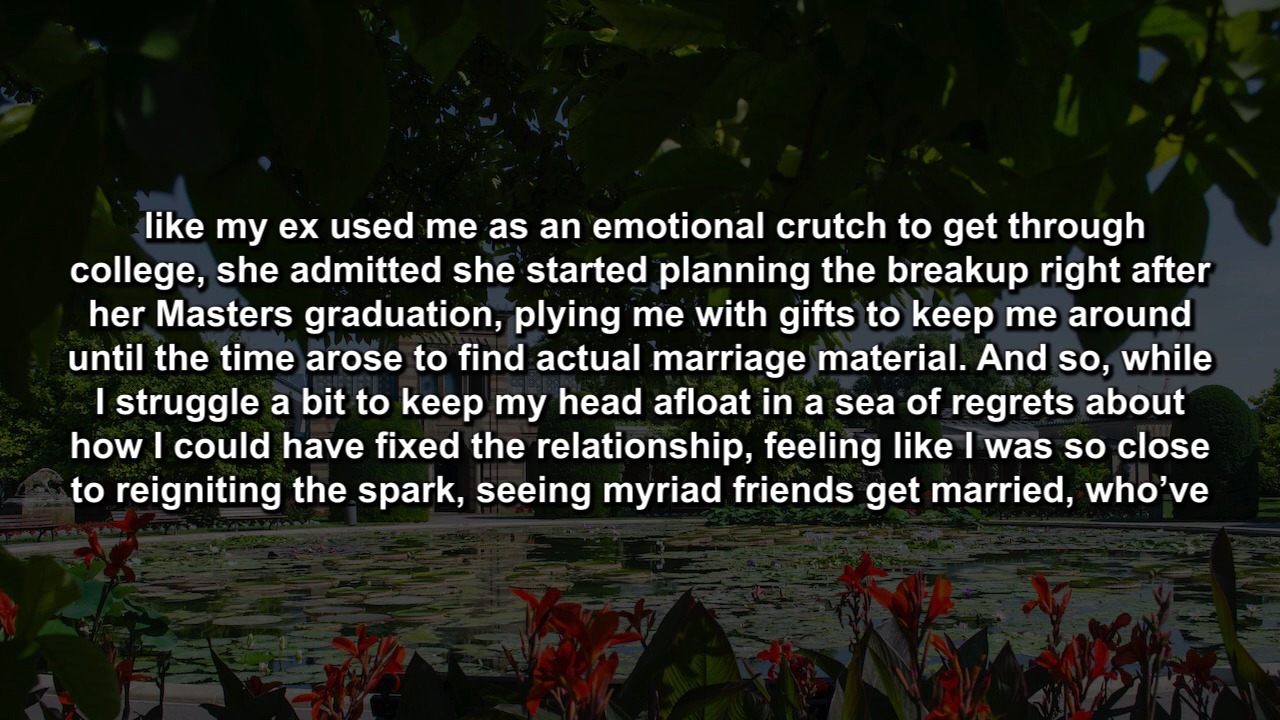 like my ex used me as an emotional crutch to get through
college, she admitted she started planning the breakup right after
her Masters graduation, plying me with gifts to keep me around
until the time arose to find actual marriage material. And so, while
I struggle a bit to keep my head afloat in a sea of regrets about
how I could have fixed the relationship, feeling like I was so close
to reigniting the spark, seeing myriad friends get married, who’ve